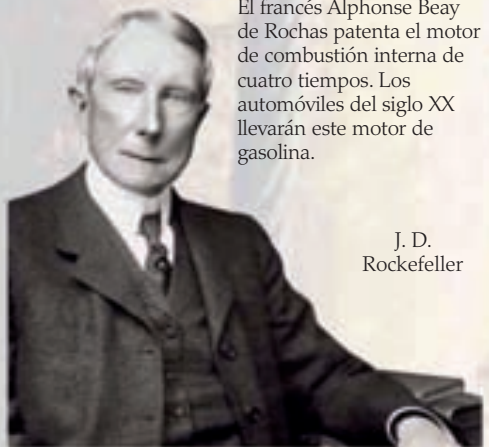 El francés Alphonse Beay
de Rochas patenta el motor
de combustión interna de
cuatro tiempos. Los
automóviles del siglo XX
llevarán este motor de
gasolina.
J. D.
Rockefeller